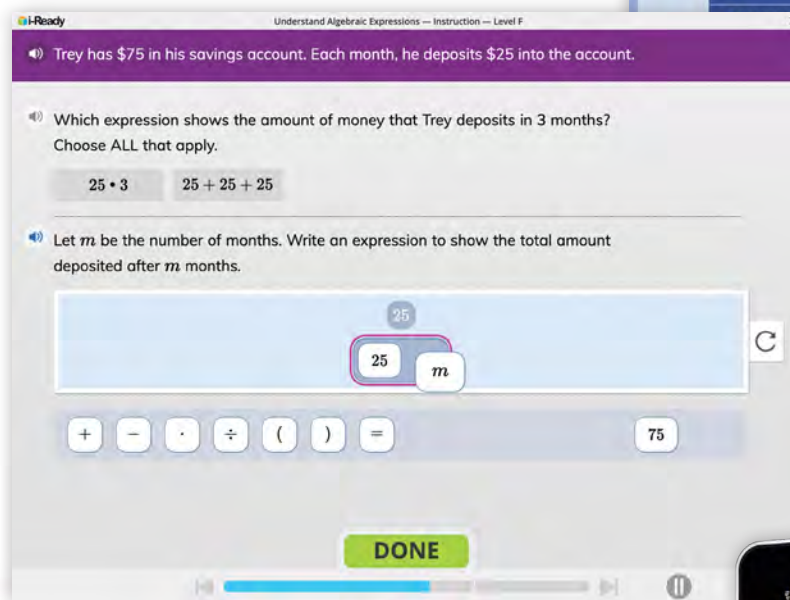 i-Ready
Understand Algebraic Expressions — Instruction — Level F
Trey has $75 in his savings account. Each month, he deposits $25 into the account.
Which expression shows the amount of money that Trey deposits in 3 months?
Choose ALL that apply.
25 • 3 25 + 25 + 25
Let m be the number of months. Write an expression to show the total amount
deposited after m months.
25
25 m
+ − · ÷ ( ) = 75
DONE